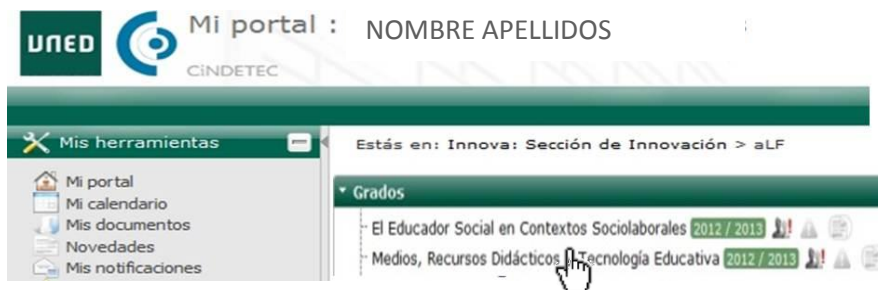 UNED
Mi portal : NOMBRE APELLIDOS
CiNDETEC
Mis herramientas
Estás en: Innova: Sección de Innovación > aLF
Mi portal
Mi calendario
Mis documentos
Novedades
Mis notificaciones
Grados
El Educador Social en Contextos Sociolaborales 2012 / 2013
Medios, Recursos Didácticos Tecnología Educativa 2012 / 2013